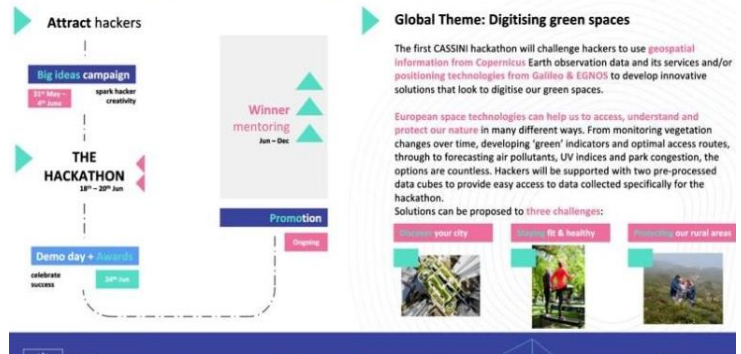 Attract hackers
Big ideas campaign
31st May –
4th June
spark hacker
creativity
THE
HACKATHON
18th – 20th Jun
Demo day + Awards
celebrate
success
24th Jun
Winner
mentoring
Jun – Dec
Promotion
Ongoing
Global Theme: Digitising green spaces
The first CASSINI hackathon will challenge hackers to use geospatial
information from Copernicus Earth observation data and its services and/or
positioning technologies from Galileo & EGNOS to develop innovative
solutions that look to digitise our green spaces.
European space technologies can help us to access, understand and
protect our nature in many different ways. From monitoring vegetation
changes over time, developing 'green' indicators and optimal access routes,
through to forecasting air pollutants, UV indices and park congestion, the
options are countless. Hackers will be supported with two pre-processed
data cubes to provide easy access to data collected specifically for the
hackathon.
Solutions can be proposed to three challenges:
Discover your city
Staying fit & healthy
Protecting our rural areas